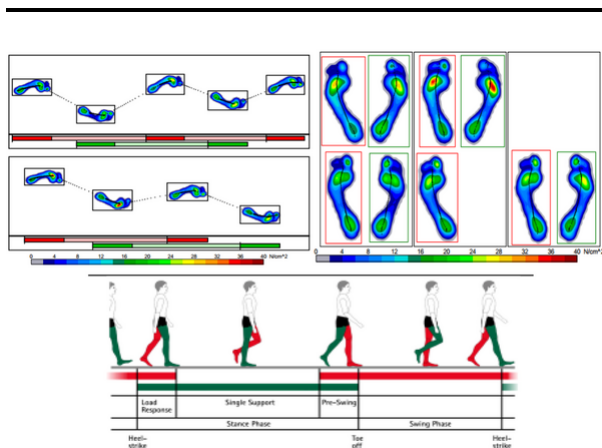 0 4 8 12 16 20 24 28 32 36 40 N/cm^2
0 4 8 12 16 20 24 28 32 36 40 N/cm^2
Load Response
Single Support
Pre-Swing
Stance Phase
Swing Phase
Heel-strike
Toe off
Heel-strike